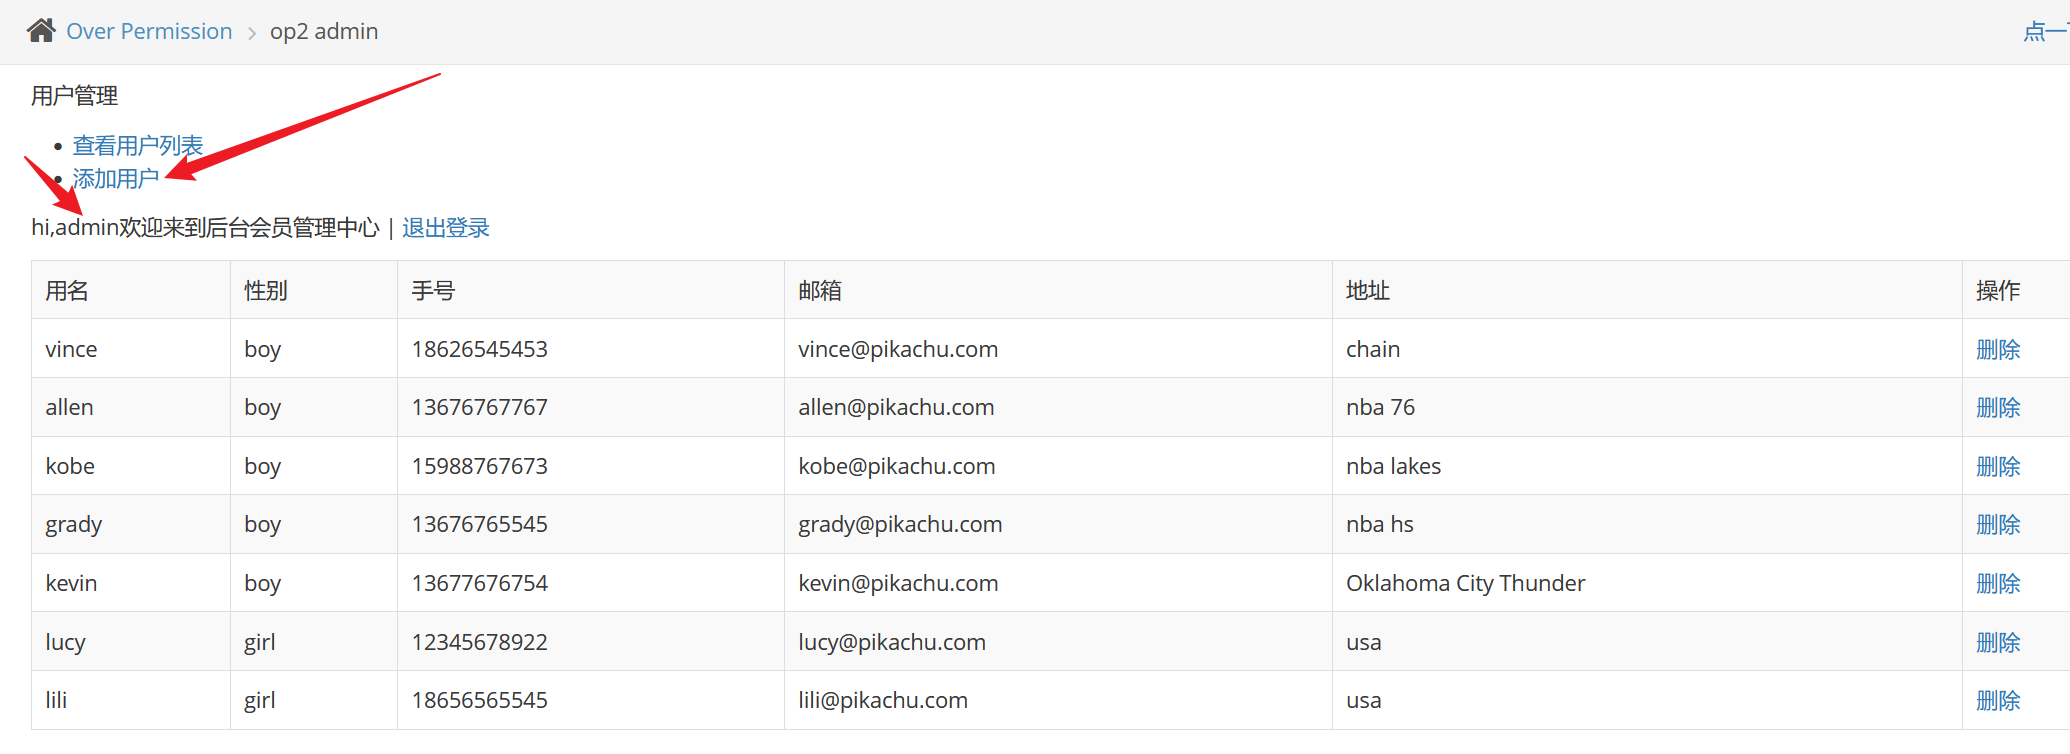 Over Permission > op2 admin 点一
用户管理
• 查看用户列表
• 添加用户
hi,admin欢迎来到后台会员管理中心 | 退出登录
用名 性别 手号 邮箱 地址 操作
vince boy 18626545453 vince@pikachu.com chain 删除
allen boy 13676767767 allen@pikachu.com nba 76 删除
kobe boy 15988767673 kobe@pikachu.com nba lakes 删除
grady boy 13676765545 grady@pikachu.com nba hs 删除
kevin boy 13677676754 kevin@pikachu.com Oklahoma City Thunder 删除
lucy girl 12345678922 lucy@pikachu.com usa 删除
lili girl 18656565545 lili@pikachu.com usa 删除